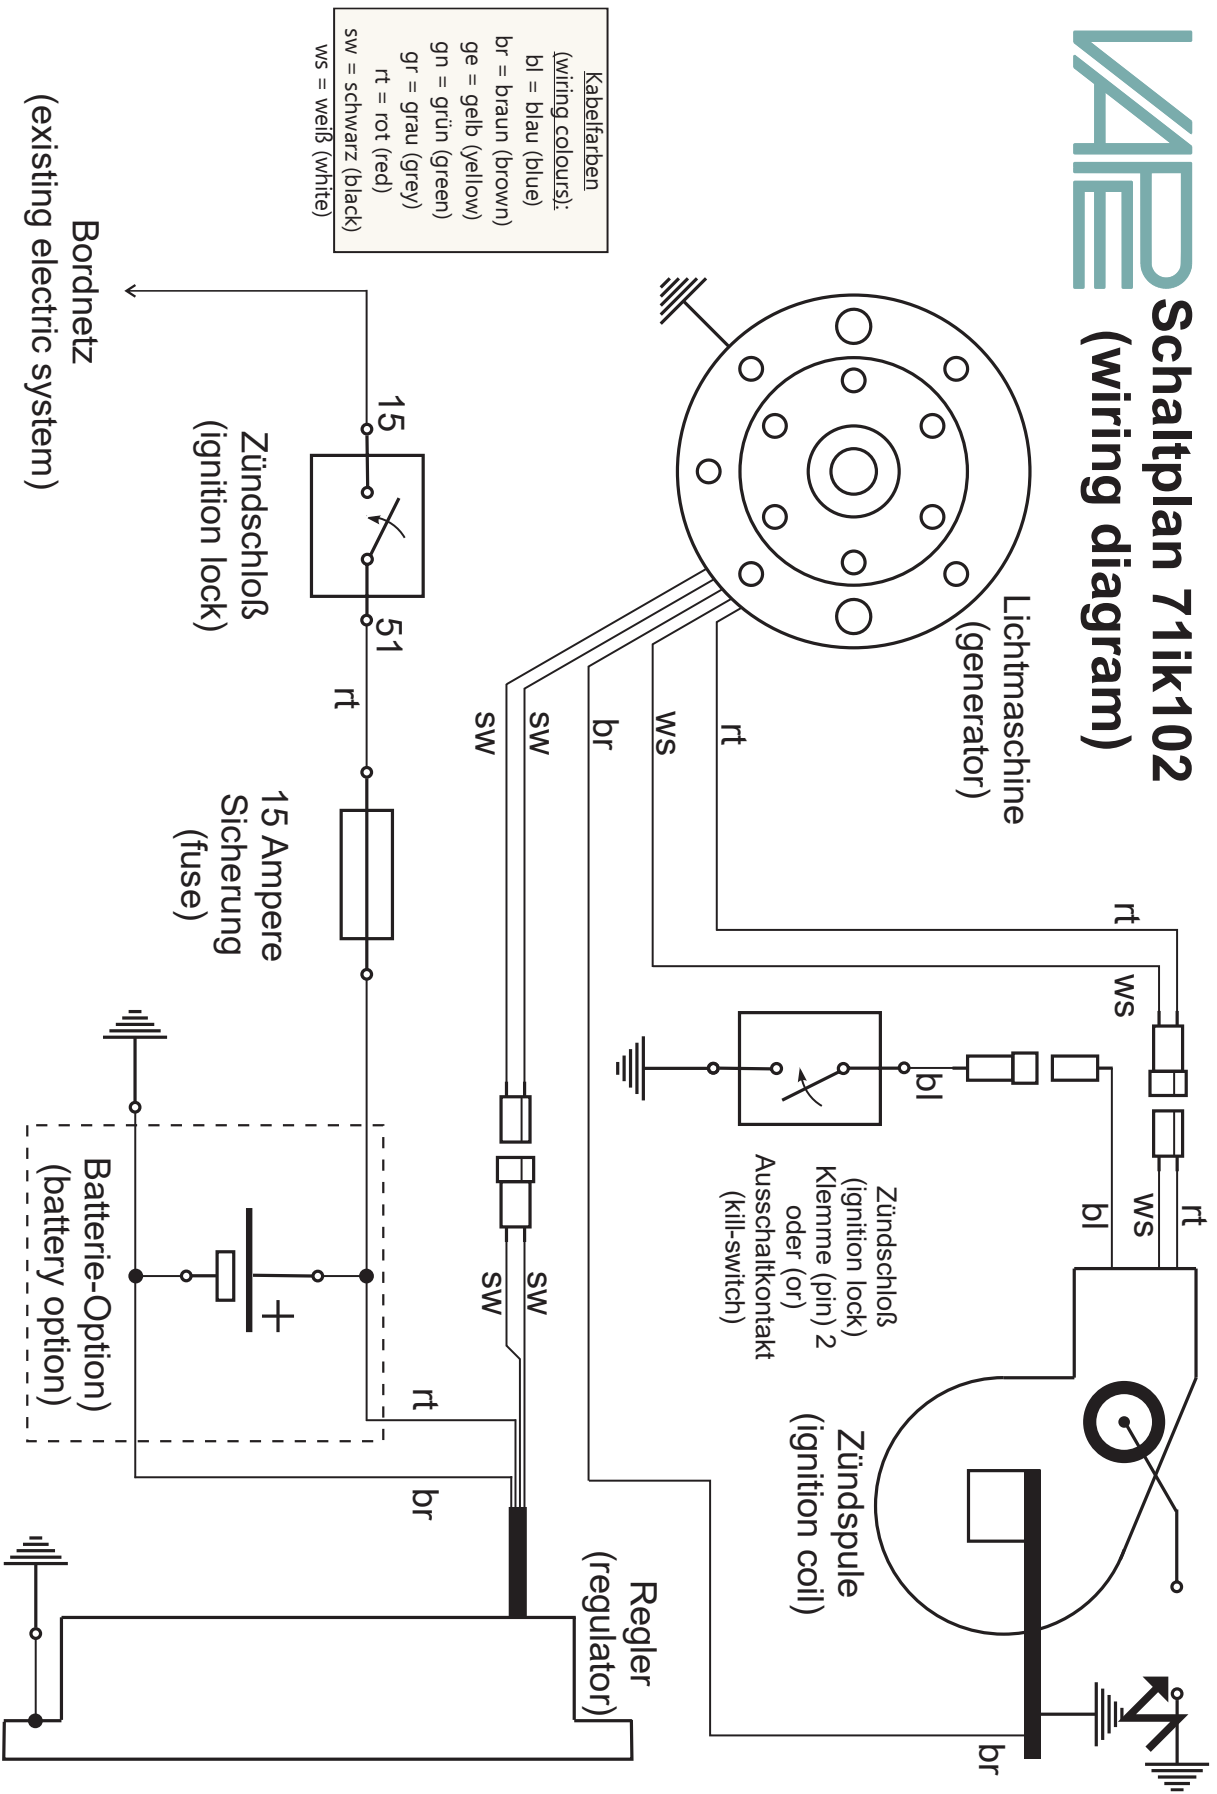 VAPE
Schaltplan 71ik102
(wiring diagram)
Lichtmaschine
(generator)
rt
ws
br
sw
sw
rt
ws
rt
ws
bl
bl
Zündschloß
(ignition lock)
Klemme (pin) 2
oder (or)
Ausschaltkontakt
(kill-switch)
Zündspule
(ignition coil)
br
Kabelfarben
(wiring colours):
bl = blau (blue)
br = braun (brown)
ge = gelb (yellow)
gn = grün (green)
gr = grau (grey)
rt = rot (red)
sw = schwarz (black)
ws = weiß (white)
sw
sw
Regler
(regulator)
15
51
rt
Zündschloß
(ignition lock)
15 Ampere
Sicherung
(fuse)
rt
br
+
Batterie-Option)
(battery option)
Bordnetz
(existing electric system)